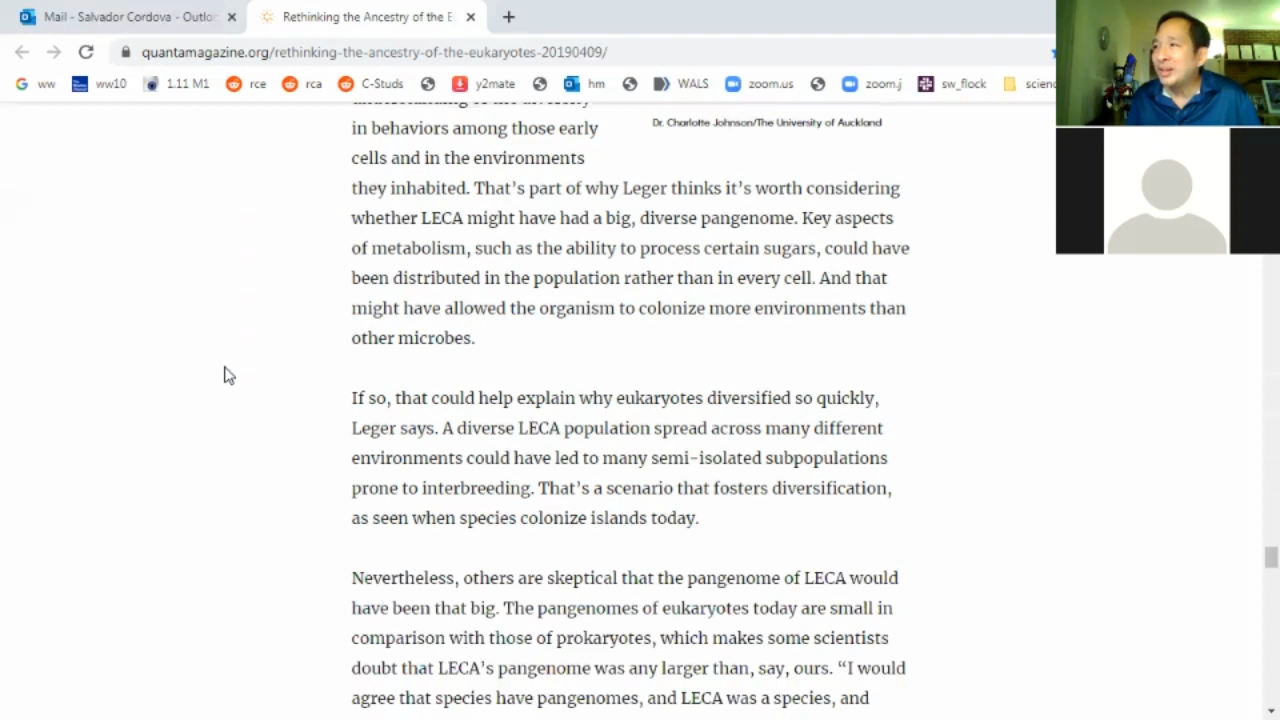 Mail - Salvador Cordova - Outlo
Rethinking the Ancestry of the E
quantamagazine.org/rethinking-the-ancestry-of-the-eukaryotes-20190409/
ww
ww10
1.11 M1
rce
rca
C-Studs
y2mate
hm
WALS
zoom.us
zoom.j
sw_flock
scienc
understanding of the diversity
in behaviors among those early
Dr. Charlotte Johnson/The University of Auckland
cells and in the environments
they inhabited. That's part of why Leger thinks it's worth considering
whether LECA might have had a big, diverse pangenome. Key aspects
of metabolism, such as the ability to process certain sugars, could have
been distributed in the population rather than in every cell. And that
might have allowed the organism to colonize more environments than
other microbes.
If so, that could help explain why eukaryotes diversified so quickly,
Leger says. A diverse LECA population spread across many different
environments could have led to many semi-isolated subpopulations
prone to interbreeding. That's a scenario that fosters diversification,
as seen when species colonize islands today.
Nevertheless, others are skeptical that the pangenome of LECA would
have been that big. The pangenomes of eukaryotes today are small in
comparison with those of prokaryotes, which makes some scientists
doubt that LECA's pangenome was any larger than, say, ours. “I would
agree that species have pangenomes, and LECA was a species, and